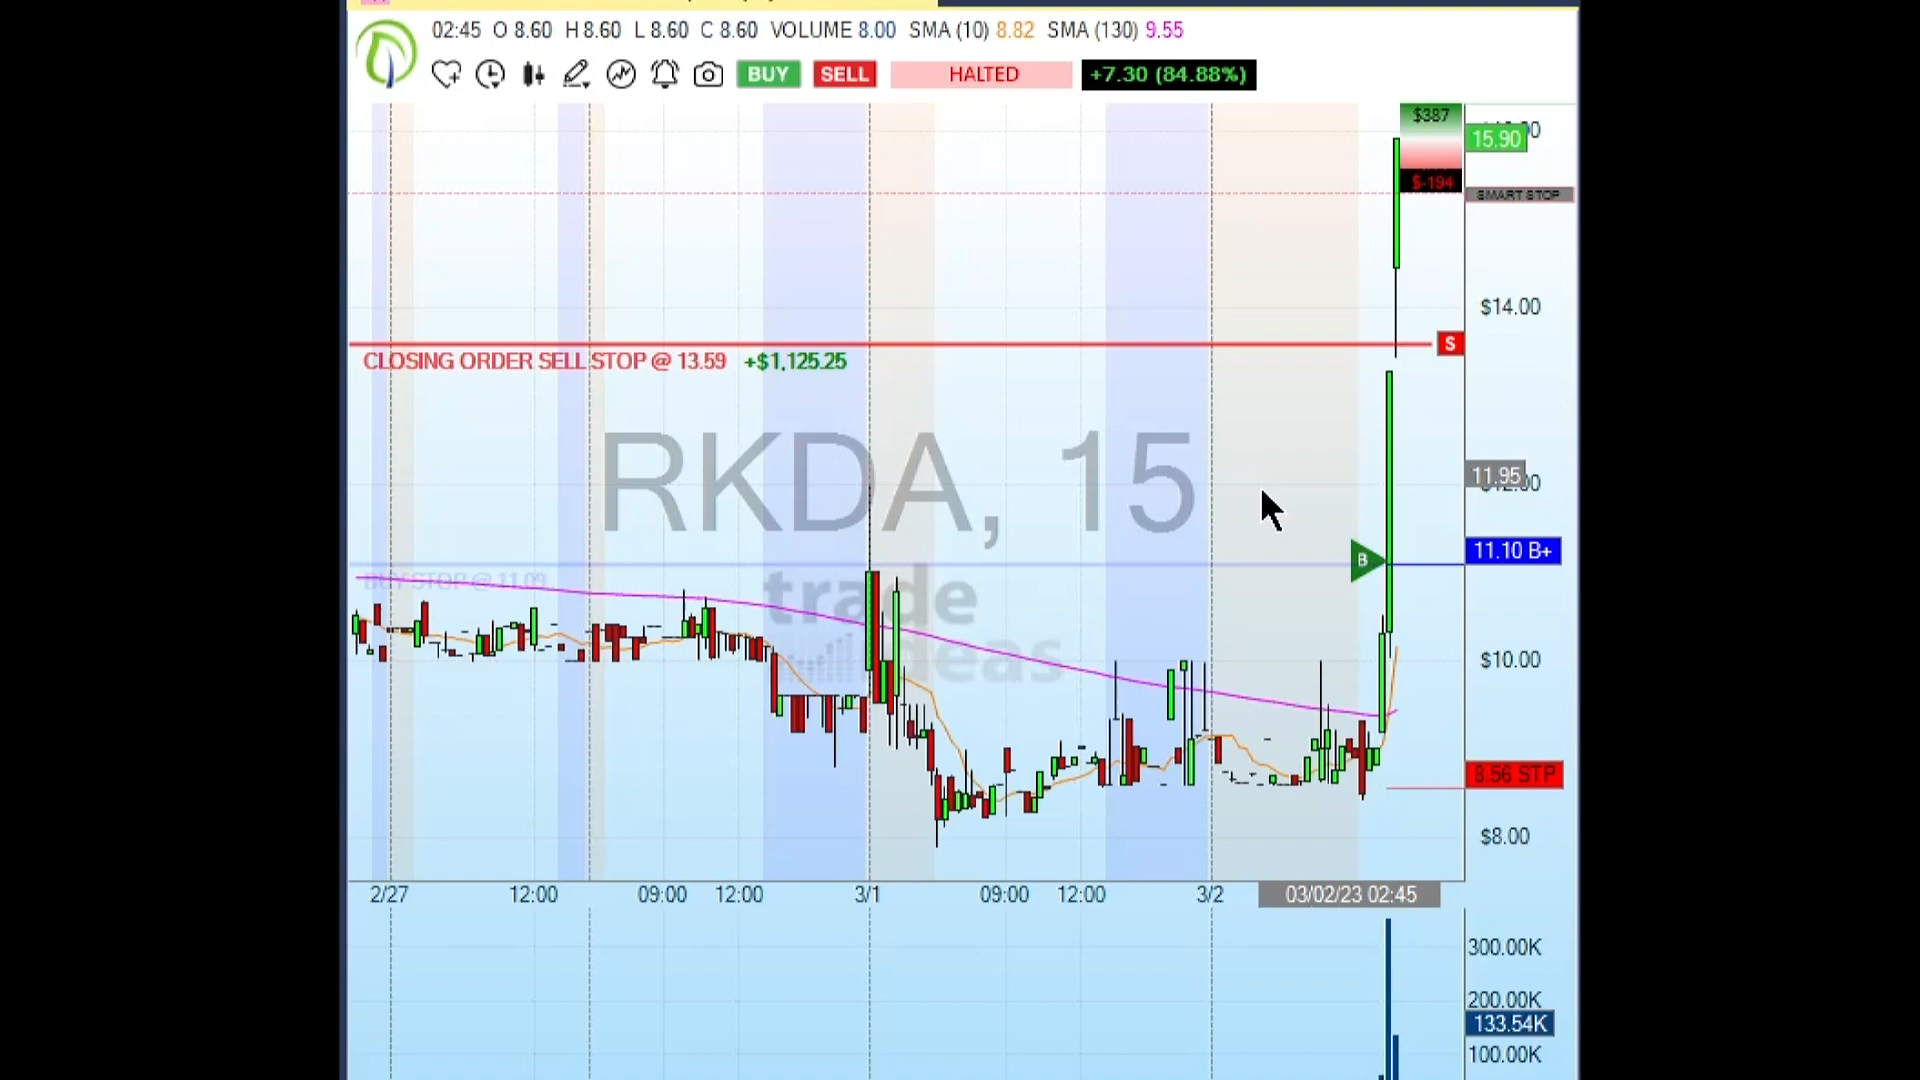 02:45 O 8.60 H 8.60 L 8.60 C 8.60 VOLUME 8.00 SMA (10) 8.82 SMA (130) 9.55
BUY SELL HALTED +7.30 (84.88%)
$387
15.90
$-194
SMART STOP
$14.00
S
CLOSING ORDER SELL STOP @ 13.59 +$1,125.25
RKDA, 15
11.95
B
11.10 B+
BUY STOP @ 11.09
trade
ideas
$10.00
8.56 STP
$8.00
2/27 12:00 09:00 12:00 3/1 09:00 12:00 3/2 03/02/23 02:45
300.00K
200.00K
133.54K
100.00K